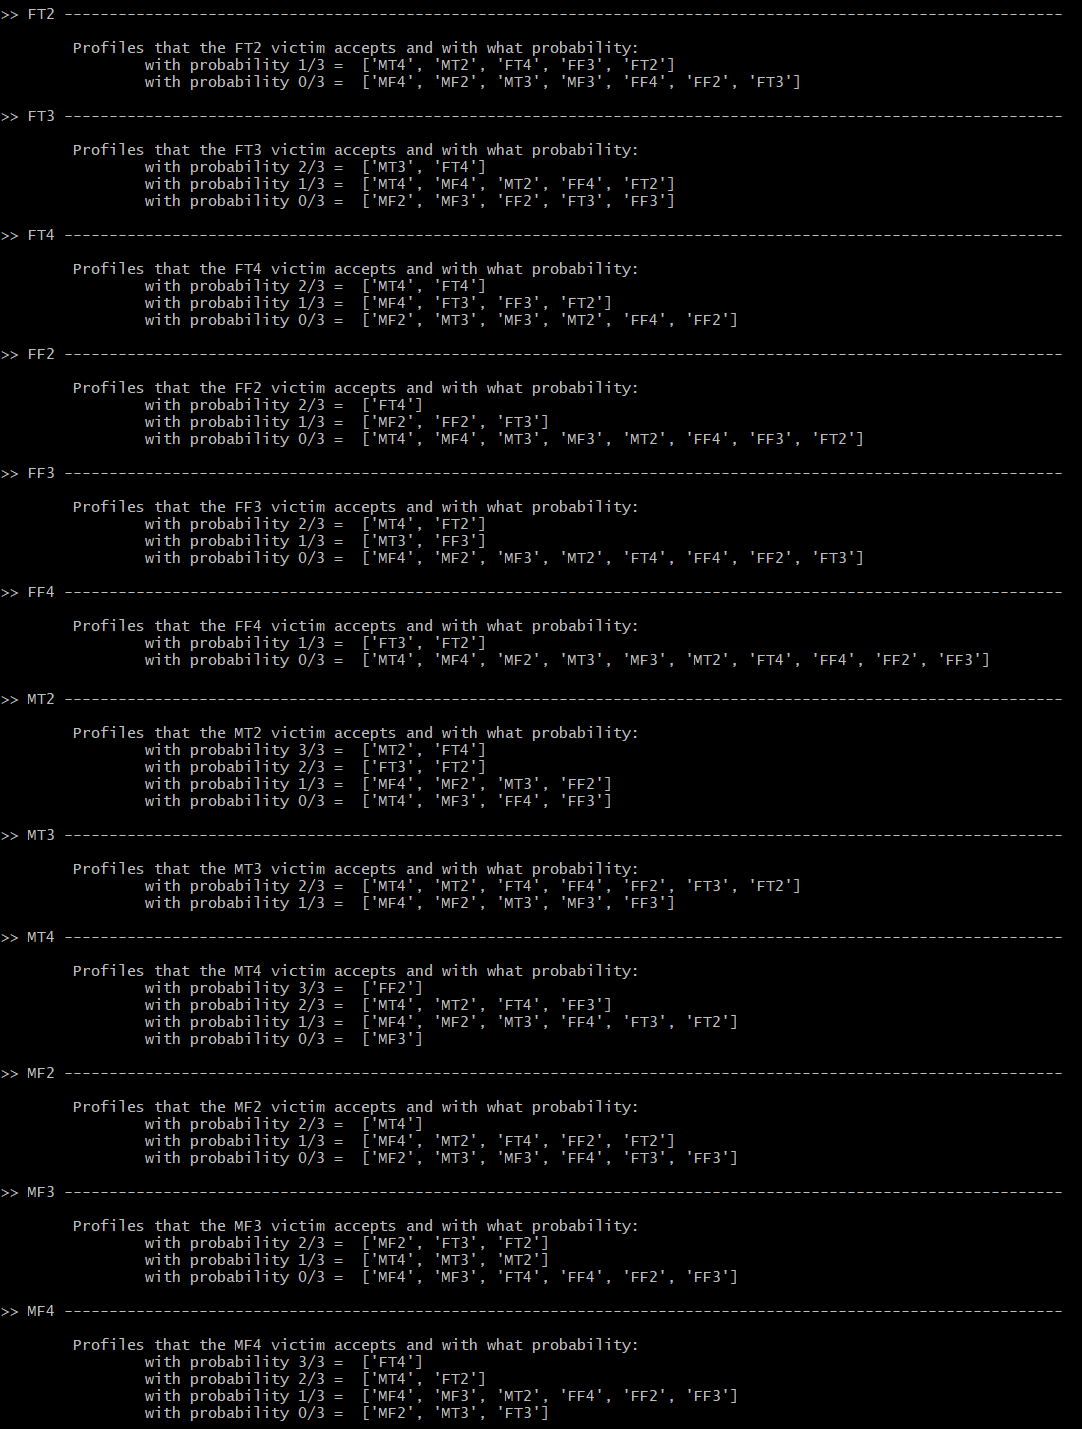 >> FT2 ---------------------------------------------------------------------------------------------------------------
Profiles that the FT2 victim accepts and with what probability:
with probability 1/3 =  ['MT4', 'MT2', 'FT4', 'FF3', 'FT2']
with probability 0/3 =  ['MF4', 'MF2', 'MT3', 'MF3', 'FF4', 'FF2', 'FT3']
>> FT3 ---------------------------------------------------------------------------------------------------------------
Profiles that the FT3 victim accepts and with what probability:
with probability 2/3 =  ['MT3', 'FT4']
with probability 1/3 =  ['MT4', 'MF4', 'MT2', 'FF4', 'FT2']
with probability 0/3 =  ['MF2', 'MF3', 'FF2', 'FT3', 'FF3']
>> FT4 ---------------------------------------------------------------------------------------------------------------
Profiles that the FT4 victim accepts and with what probability:
with probability 2/3 =  ['MT4', 'FT4']
with probability 1/3 =  ['MF4', 'FT3', 'FF3', 'FT2']
with probability 0/3 =  ['MF2', 'MT3', 'MF3', 'MT2', 'FF4', 'FF2']
>> FF2 ---------------------------------------------------------------------------------------------------------------
Profiles that the FF2 victim accepts and with what probability:
with probability 2/3 =  ['FT4']
with probability 1/3 =  ['MF2', 'FF2', 'FT3']
with probability 0/3 =  ['MT4', 'MF4', 'MT3', 'MF3', 'MT2', 'FF4', 'FF3', 'FT2']
>> FF3 ---------------------------------------------------------------------------------------------------------------
Profiles that the FF3 victim accepts and with what probability:
with probability 2/3 =  ['MT4', 'FT2']
with probability 1/3 =  ['MT3', 'FF3']
with probability 0/3 =  ['MF4', 'MF2', 'MF3', 'MT2', 'FT4', 'FF4', 'FF2', 'FT3']
>> FF4 ---------------------------------------------------------------------------------------------------------------
Profiles that the FF4 victim accepts and with what probability:
with probability 1/3 =  ['FT3', 'FT2']
with probability 0/3 =  ['MT4', 'MF4', 'MF2', 'MT3', 'MF3', 'MT2', 'FT4', 'FF4', 'FF2', 'FF3']
>> MT2 ---------------------------------------------------------------------------------------------------------------
Profiles that the MT2 victim accepts and with what probability:
with probability 3/3 =  ['MT2', 'FT4']
with probability 2/3 =  ['FT3', 'FT2']
with probability 1/3 =  ['MF4', 'MF2', 'MT3', 'FF2']
with probability 0/3 =  ['MT4', 'MF3', 'FF4', 'FF3']
>> MT3 ---------------------------------------------------------------------------------------------------------------
Profiles that the MT3 victim accepts and with what probability:
with probability 2/3 =  ['MT4', 'MT2', 'FT4', 'FF4', 'FF2', 'FT3', 'FT2']
with probability 1/3 =  ['MF4', 'MF2', 'MT3', 'MF3', 'FF3']
>> MT4 ---------------------------------------------------------------------------------------------------------------
Profiles that the MT4 victim accepts and with what probability:
with probability 3/3 =  ['FF2']
with probability 2/3 =  ['MT4', 'MT2', 'FT4', 'FF3']
with probability 1/3 =  ['MF4', 'MF2', 'MT3', 'FF4', 'FT3', 'FT2']
with probability 0/3 =  ['MF3']
>> MF2 ---------------------------------------------------------------------------------------------------------------
Profiles that the MF2 victim accepts and with what probability:
with probability 2/3 =  ['MT4']
with probability 1/3 =  ['MF4', 'MT2', 'FT4', 'FF2', 'FT2']
with probability 0/3 =  ['MF2', 'MT3', 'MF3', 'FF4', 'FT3', 'FF3']
>> MF3 ---------------------------------------------------------------------------------------------------------------
Profiles that the MF3 victim accepts and with what probability:
with probability 2/3 =  ['MF2', 'FT3', 'FT2']
with probability 1/3 =  ['MT4', 'MT3', 'MT2']
with probability 0/3 =  ['MF4', 'MF3', 'FT4', 'FF4', 'FF2', 'FF3']
>> MF4 ---------------------------------------------------------------------------------------------------------------
Profiles that the MF4 victim accepts and with what probability:
with probability 3/3 =  ['FT4']
with probability 2/3 =  ['MT4', 'FT2']
with probability 1/3 =  ['MF4', 'MF3', 'MT2', 'FF4', 'FF2', 'FF3']
with probability 0/3 =  ['MF2', 'MT3', 'FT3']